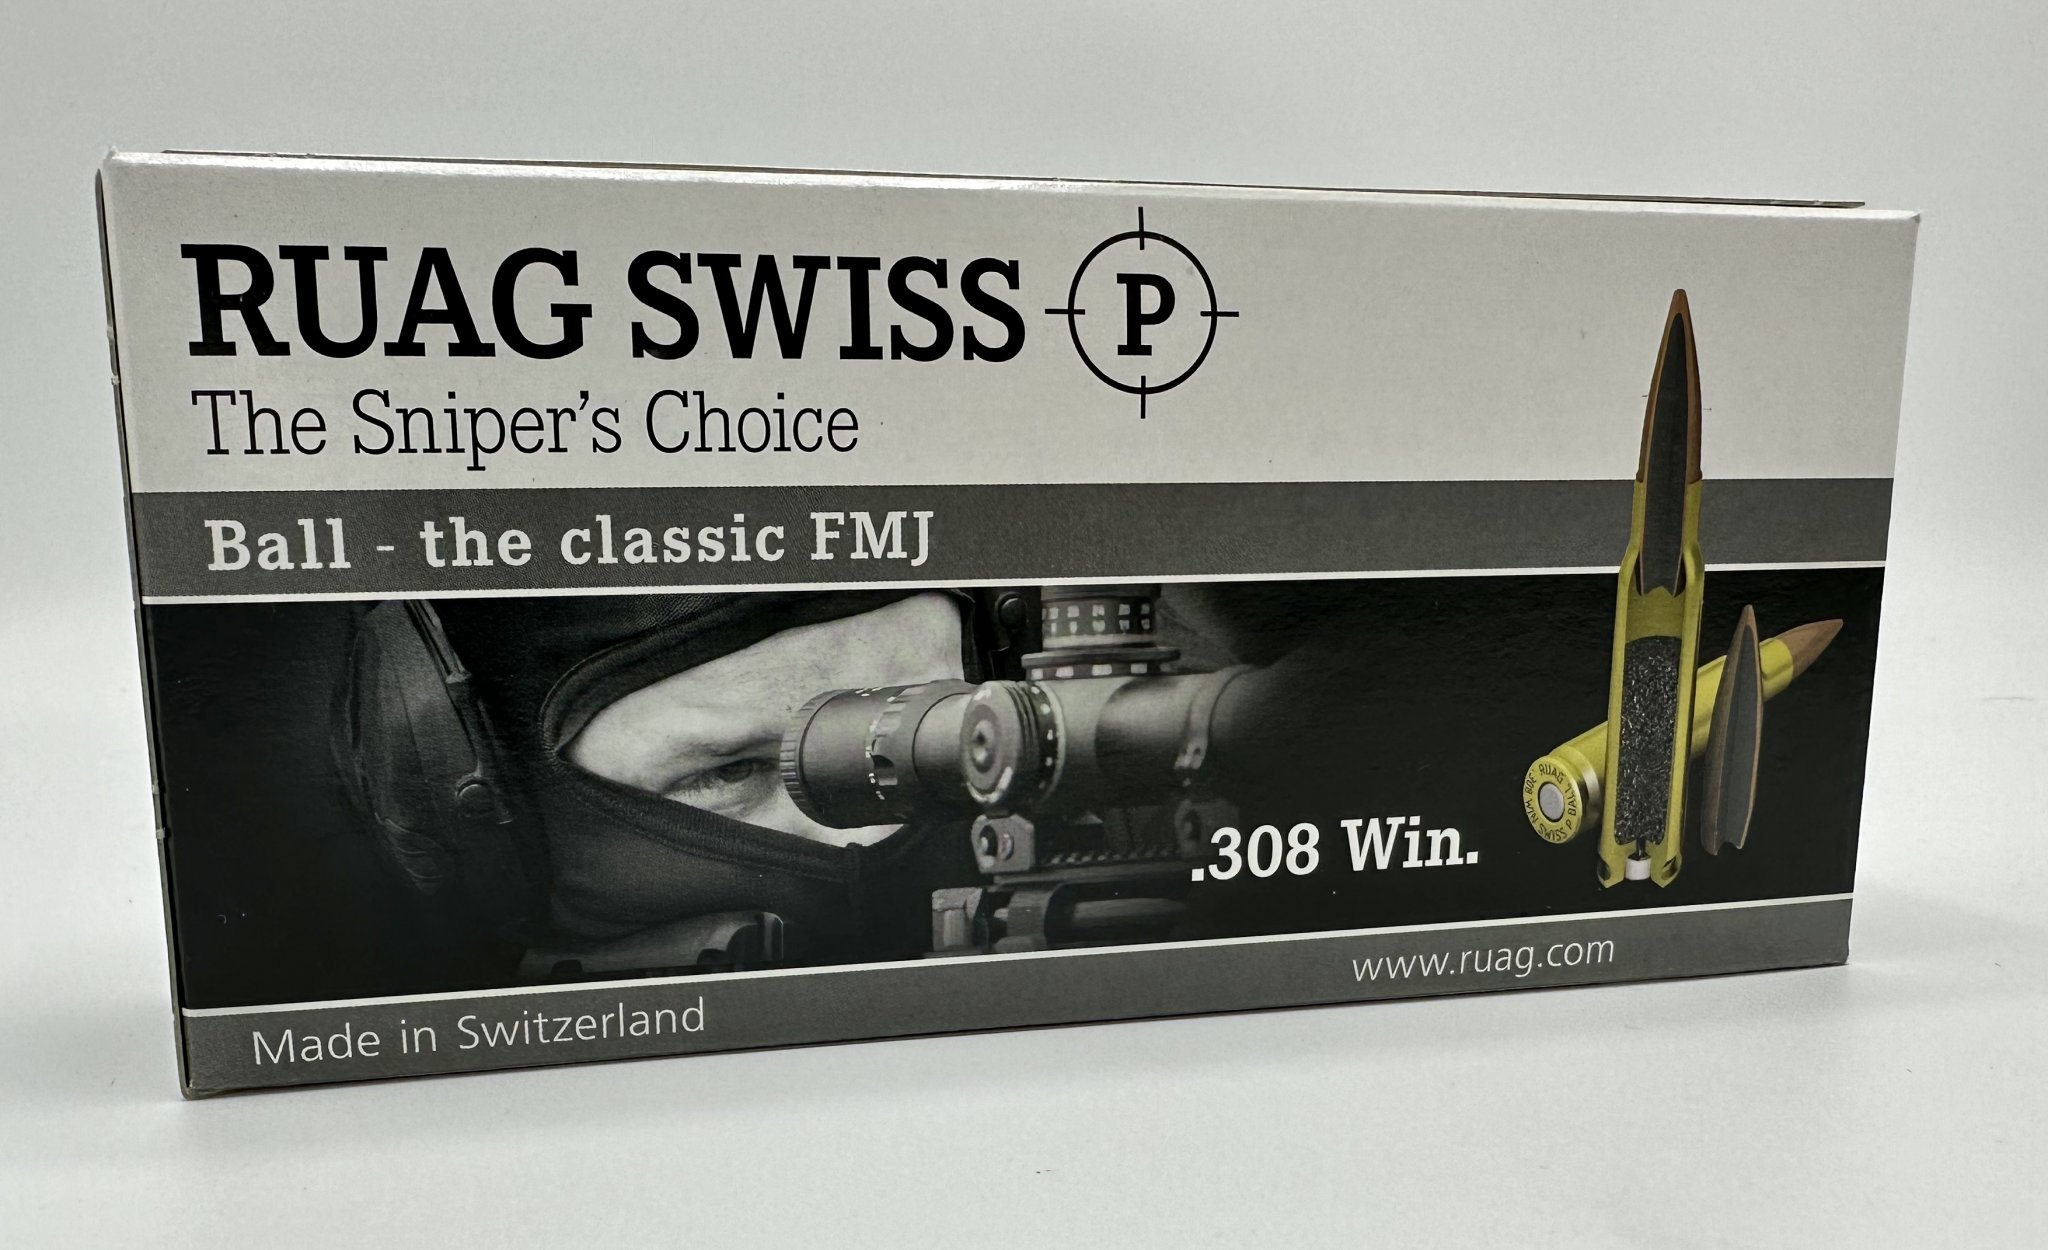 RUAG SWISS P
The Sniper's Choice
Ball - the classic FMJ
.308 Win.
Made in Switzerland
www.ruag.com